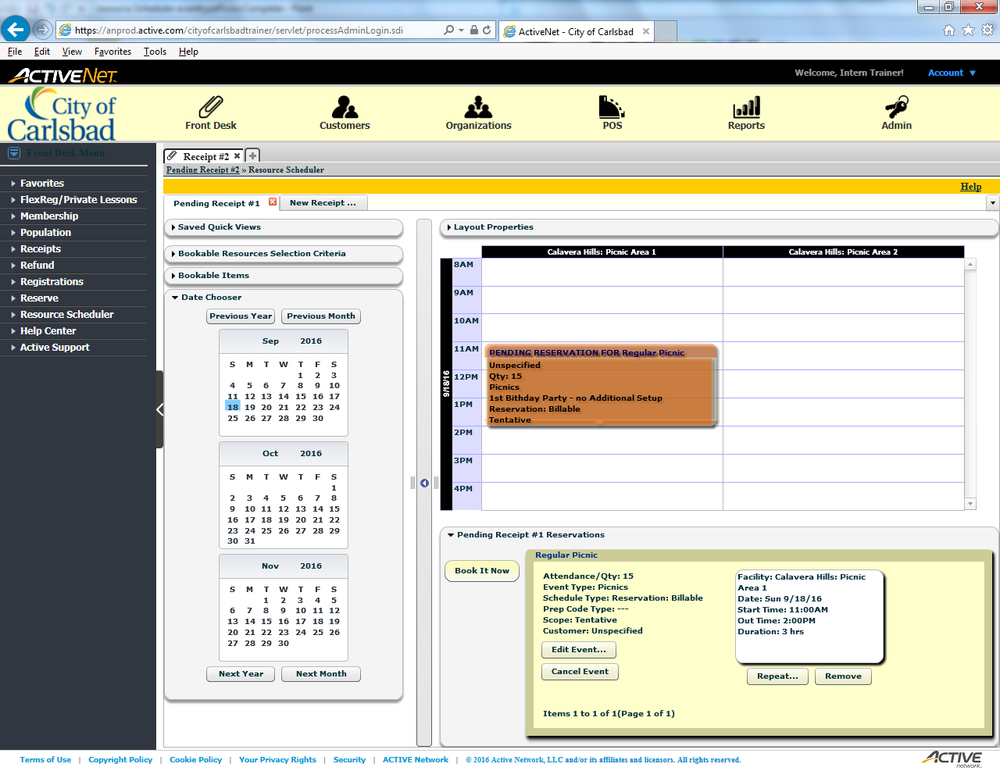 https://anprod.active.com/cityofcarlsbadtrainer/servlet/processAdminLogin.sdi
ActiveNet - City of Carlsbad
File Edit View Favorites Tools Help
ACTIVENET
Welcome, Intern Trainer! Account
City of
Carlsbad
Front Desk Customers Organizations POS Reports Admin
Front Desk Menu
Favorites
FlexReg/Private Lessons
Membership
Population
Receipts
Refund
Registrations
Reserve
Resource Scheduler
Help Center
Active Support
Receipt #2
Pending Receipt #2 » Resource Scheduler
Help
Pending Receipt #1 New Receipt ...
Saved Quick Views
Bookable Resources Selection Criteria
Bookable Items
Date Chooser
Previous Year Previous Month
Sep 2016
S M T W T F S
1 2 3
4 5 6 7 8 9 10
11 12 13 14 15 16 17
18 19 20 21 22 23 24
25 26 27 28 29 30
Oct 2016
S M T W T F S
1
2 3 4 5 6 7 8
9 10 11 12 13 14 15
16 17 18 19 20 21 22
23 24 25 26 27 28 29
30 31
Nov 2016
S M T W T F S
1 2 3 4 5
6 7 8 9 10 11 12
13 14 15 16 17 18 19
20 21 22 23 24 25 26
27 28 29 30
Next Year Next Month
Layout Properties
Calavera Hills: Picnic Area 1 Calavera Hills: Picnic Area 2
9/18/16
8AM
9AM
10AM
11AM
12PM
1PM
2PM
3PM
4PM
PENDING RESERVATION FOR Regular Picnic
Unspecified
Qty: 15
Picnics
1st Bithday Party - no Additional Setup
Reservation: Billable
Tentative
Pending Receipt #1 Reservations
Book It Now
Regular Picnic
Attendance/Qty: 15
Event Type: Picnics
Schedule Type: Reservation: Billable
Prep Code Type: ---
Scope: Tentative
Customer: Unspecified
Edit Event...
Cancel Event
Facility: Calavera Hills: Picnic
Area 1
Date: Sun 9/18/16
Start Time: 11:00AM
Out Time: 2:00PM
Duration: 3 hrs
Repeat... Remove
Items 1 to 1 of 1(Page 1 of 1)
Terms of Use | Copyright Policy | Cookie Policy | Your Privacy Rights | Security | ACTIVE Network | © 2016 Active Network, LLC and/or its affiliates and licensors. All rights reserved.
ACTIVE
network